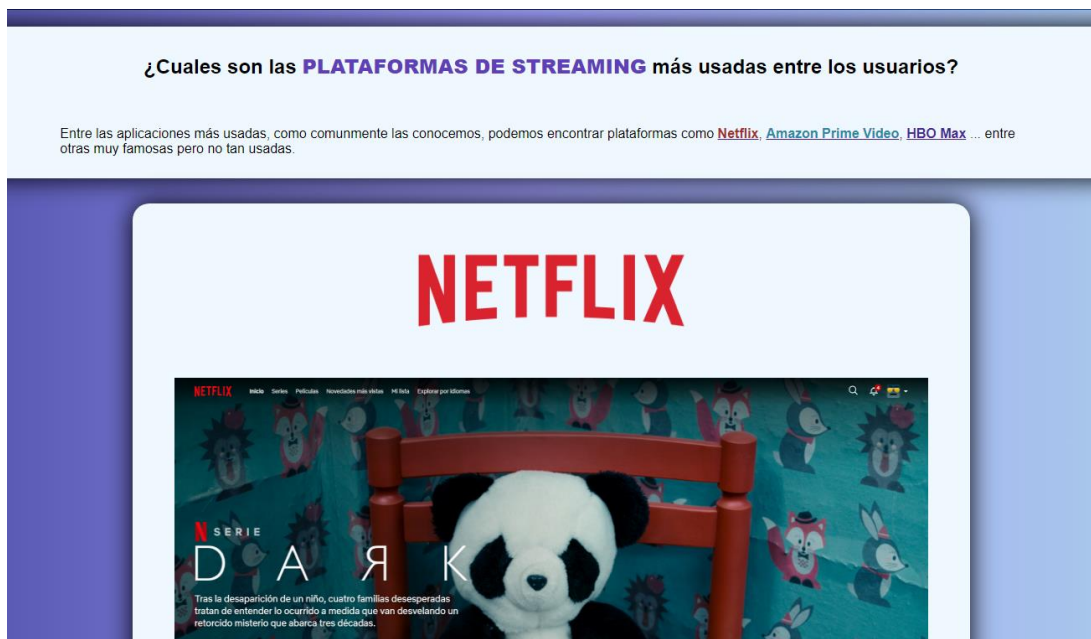 ¿Cuales son las PLATAFORMAS DE STREAMING más usadas entre los usuarios?
Entre las aplicaciones más usadas, como comunmente las conocemos, podemos encontrar plataformas como Netflix, Amazon Prime Video, HBO Max ... entre
otras muy famosas pero no tan usadas.
NETFLIX
NETFLIX Inicio Series Películas Novedades más vistas Mi lista Explorar por idiomas
N SERIE
DAЯK
Tras la desaparición de un niño, cuatro familias desesperadas
tratan de entender lo ocurrido a medida que van desvelando un
retorcido misterio que abarca tres décadas.